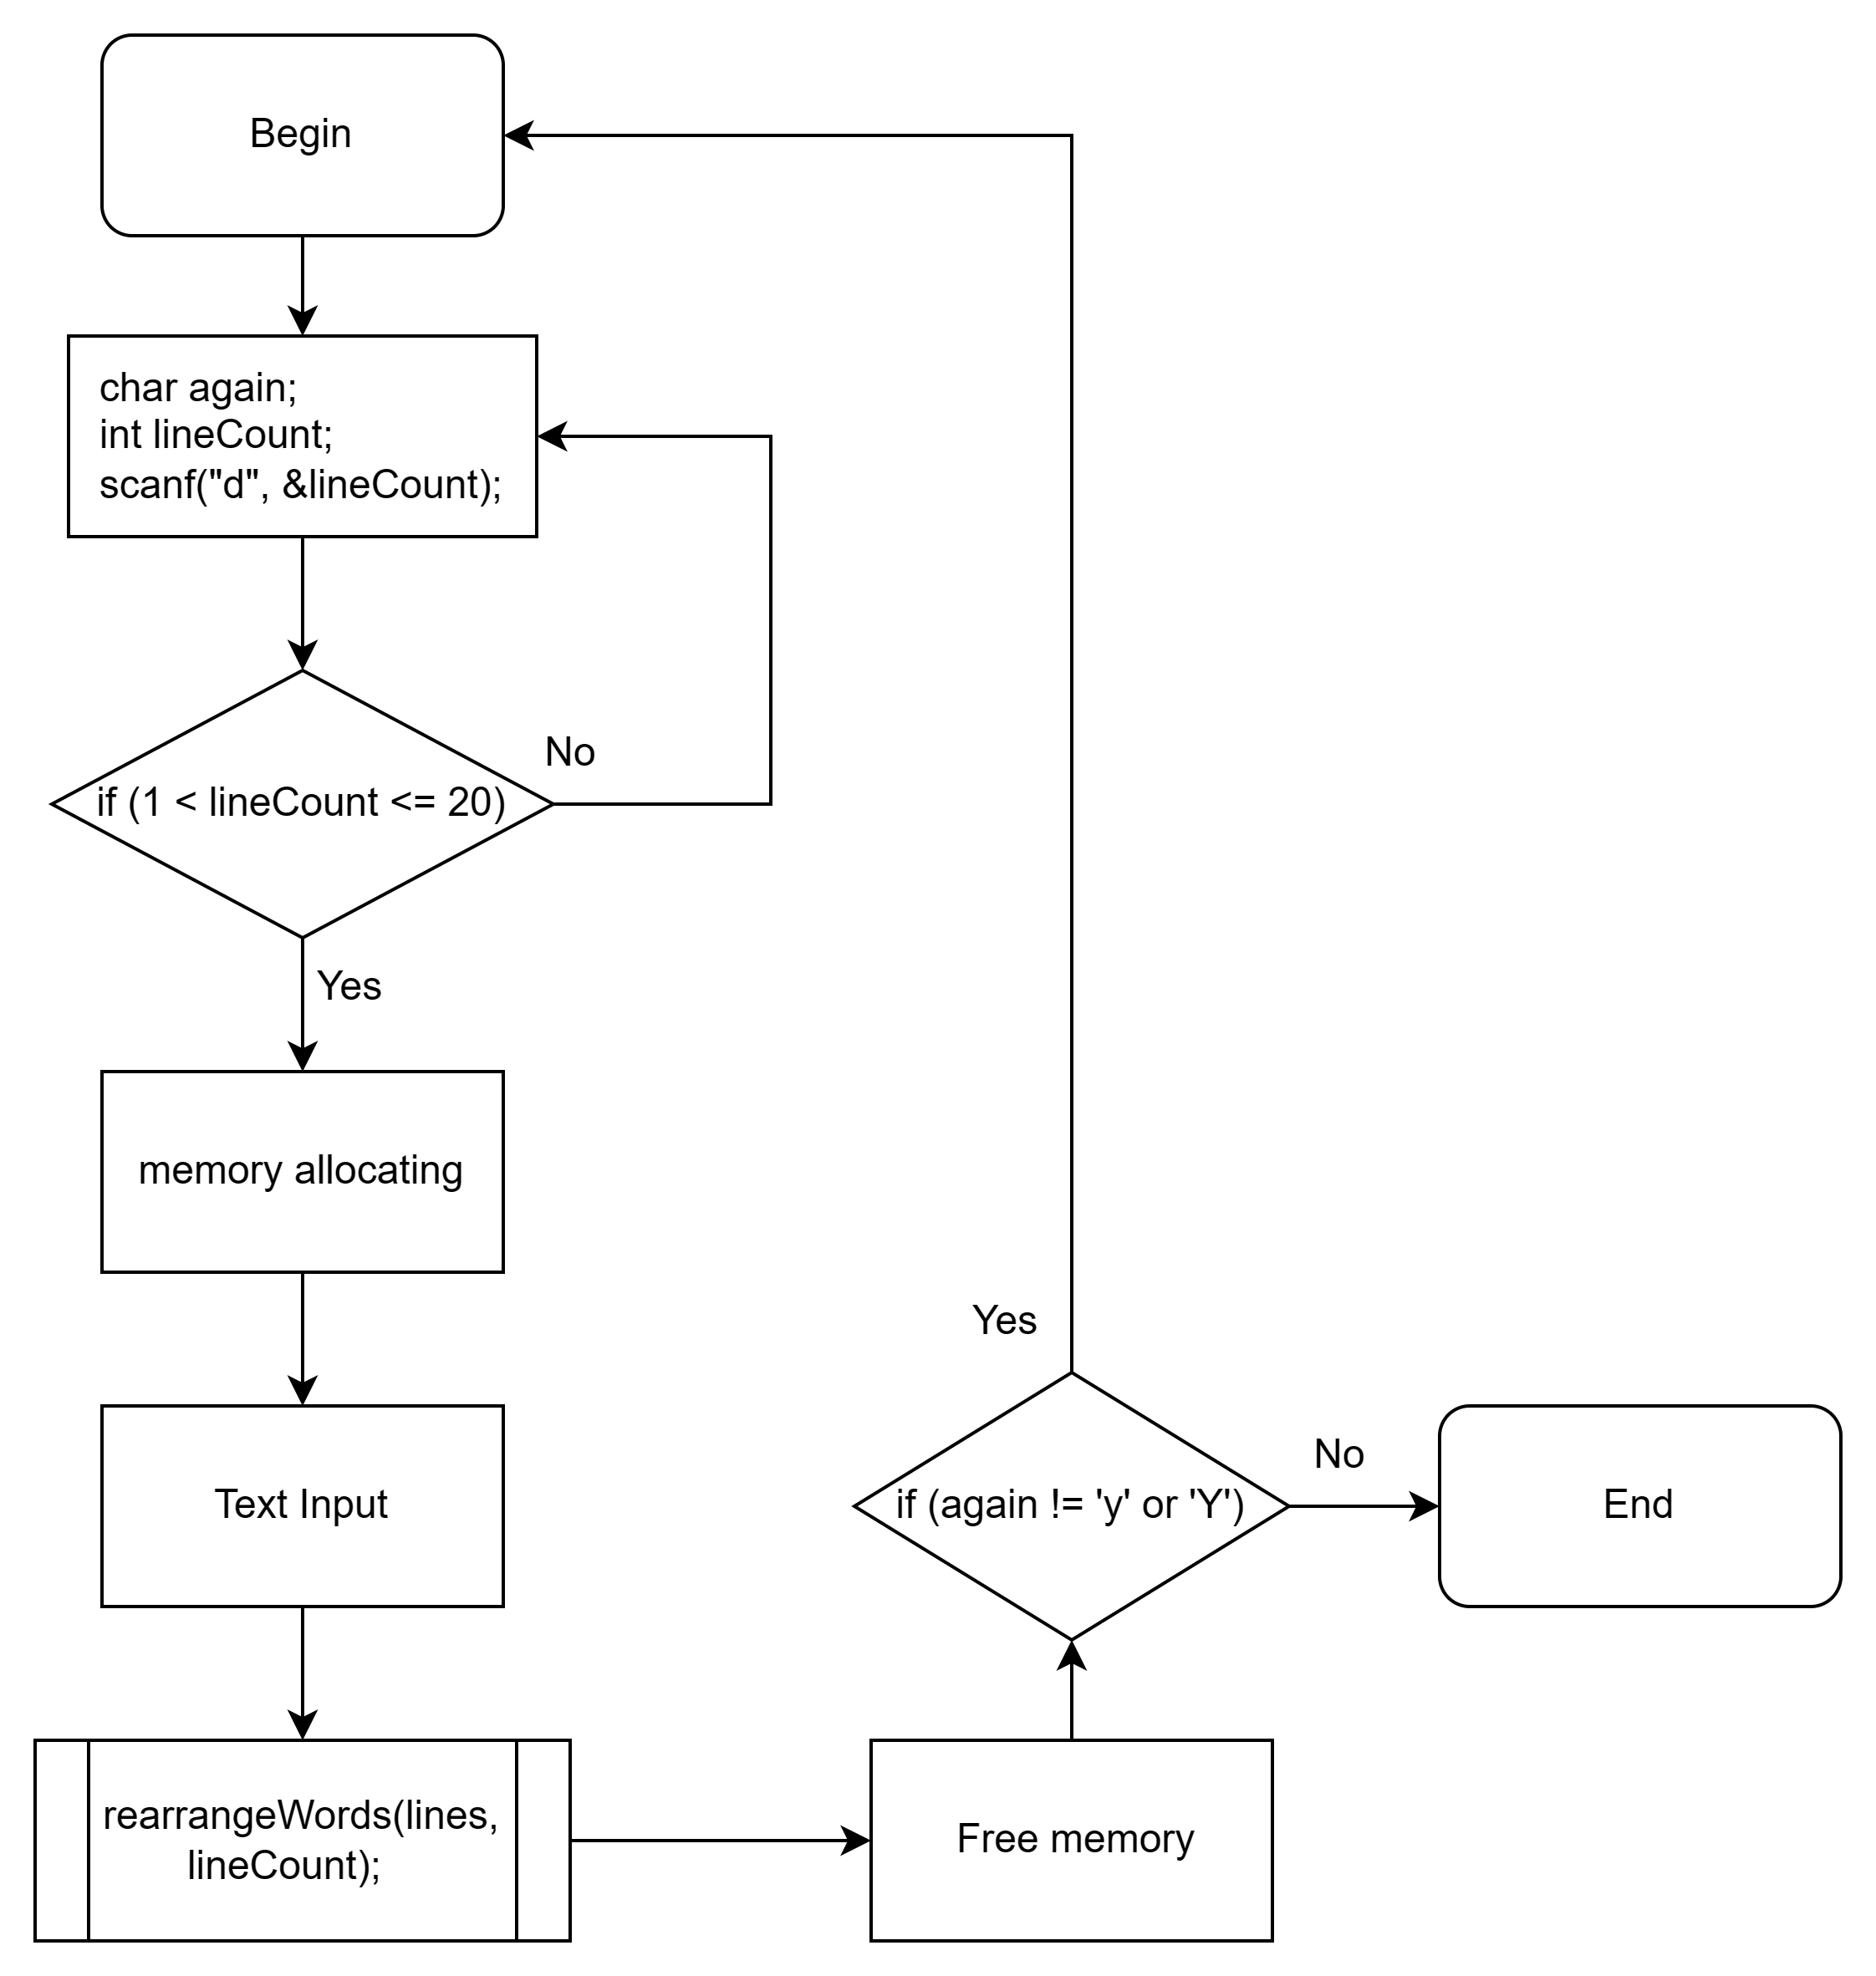 Begin
char again;
int lineCount;
scanf("d", &lineCount);
if (1 < lineCount <= 20)
No
Yes
memory allocating
Text Input
rearrangeWords(lines,
lineCount);
Free memory
if (again != 'y' or 'Y')
Yes
No
End